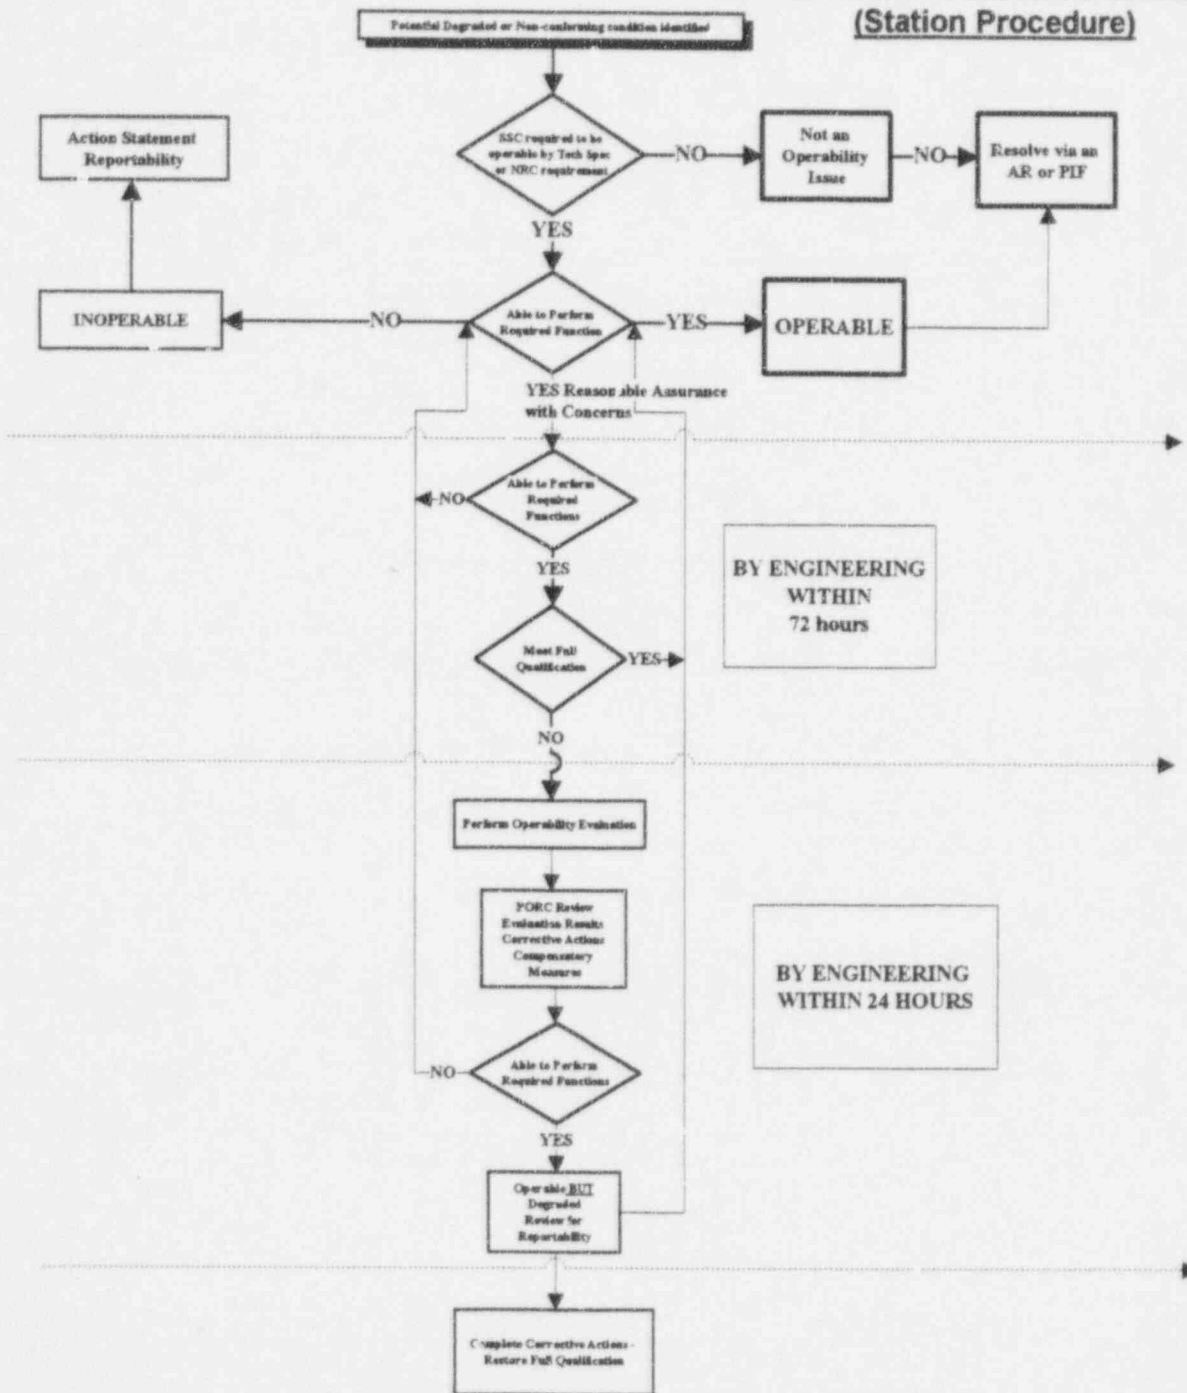 (Station Procedure)
Potential Degraded or Non-conforming condition identified
SSC required to be
operable by Tech Spec
or NRC requirement
NO
Not an
Operability
Issue
NO
Resolve via an
AR or PIF
Action Statement
Reportability
YES
INOPERABLE
NO
Able to Perform
Required Function
YES
OPERABLE
YES Reasonable Assurance
with Concerns
Able to Perform
Required
Functions
NO
YES
BY ENGINEERING
WITHIN
72 hours
Meet Full
Qualification
YES
NO
Perform Operability Evaluation
PORC Review
Evaluation Results
Corrective Actions
Compensatory
Measures
BY ENGINEERING
WITHIN 24 HOURS
Able to Perform
Required Functions
NO
YES
Operable BUT
Degraded
Review for
Reportability
Complete Corrective Actions -
Restore Full Qualification